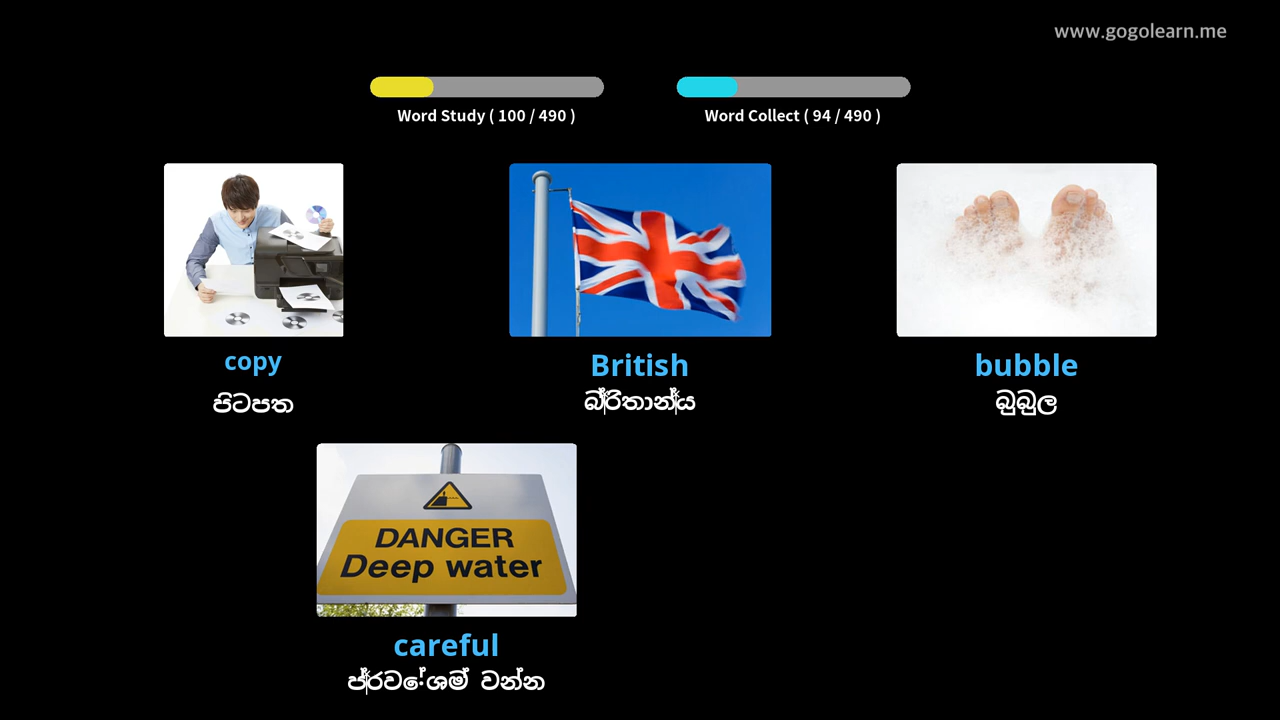 www.gogolearn.me
Word Study ( 100 / 490 )
Word Collect ( 94 / 490 )
copy
පිටපත
British
බ්‍රිතාන්‍ය
bubble
බුබුල
DANGER
Deep water
careful
ප්‍රවේශම් වන්න